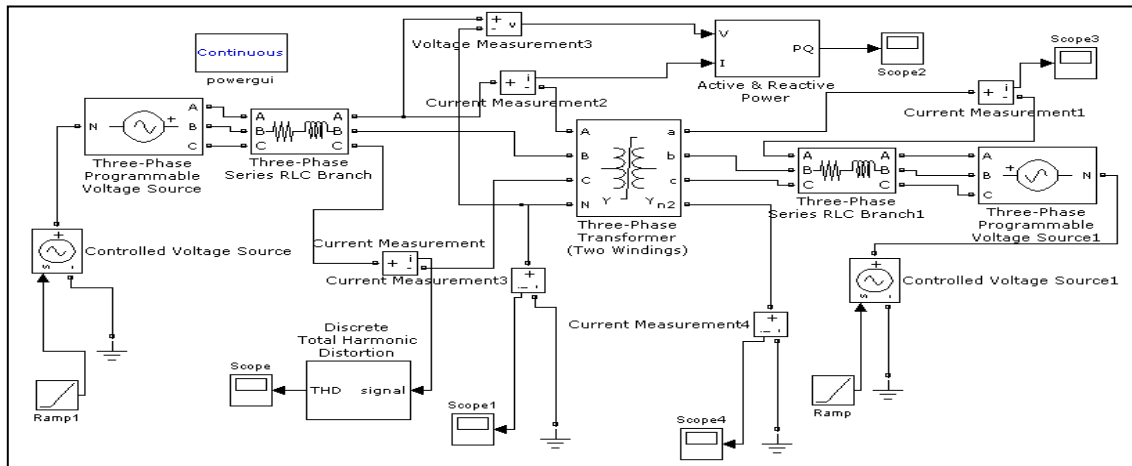 Continuous
powergui
+
-
v
Voltage Measurement3
V
I
PQ
Active & Reactive
Power
Scope2
Scope3
+
-
i
Current Measurement2
+
-
i
Current Measurement1
N
+
A
B
C
Three-Phase
Programmable
Voltage Source
A
B
C
A
B
C
Three-Phase
Series RLC Branch
A
B
C
N
a
b
c
n2
Y
Yn
Three-Phase
Transformer
(Two Windings)
A
B
C
A
B
C
Three-Phase
Series RLC Branch1
A
B
C
+
N
Three-Phase
Programmable
Voltage Source1
+
s
-
Controlled Voltage Source
Current Measurement
+
-
i
Current Measurement3
+
i
-
+
s
-
Controlled Voltage Source1
Current Measurement4
+
i
-
Discrete
Total Harmonic
Distortion
THD
signal
Scope
Ramp1
Scope1
Scope4
Ramp